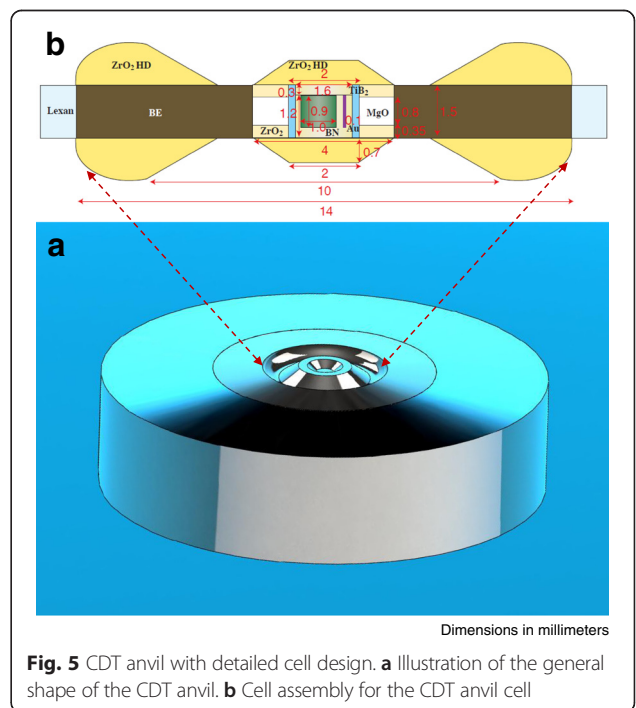 b
ZrO2 HD
ZrO2 HD
2
0.3
1.6
TiB2
Lexan
BE
1.2
0.9
0.1
MgO
1.0
ZrO2
BN
Au
4
0.7
2
10
14
a
Dimensions in millimeters
Fig. 5 CDT anvil with detailed cell design. a Illustration of the general
shape of the CDT anvil. b Cell assembly for the CDT anvil cell